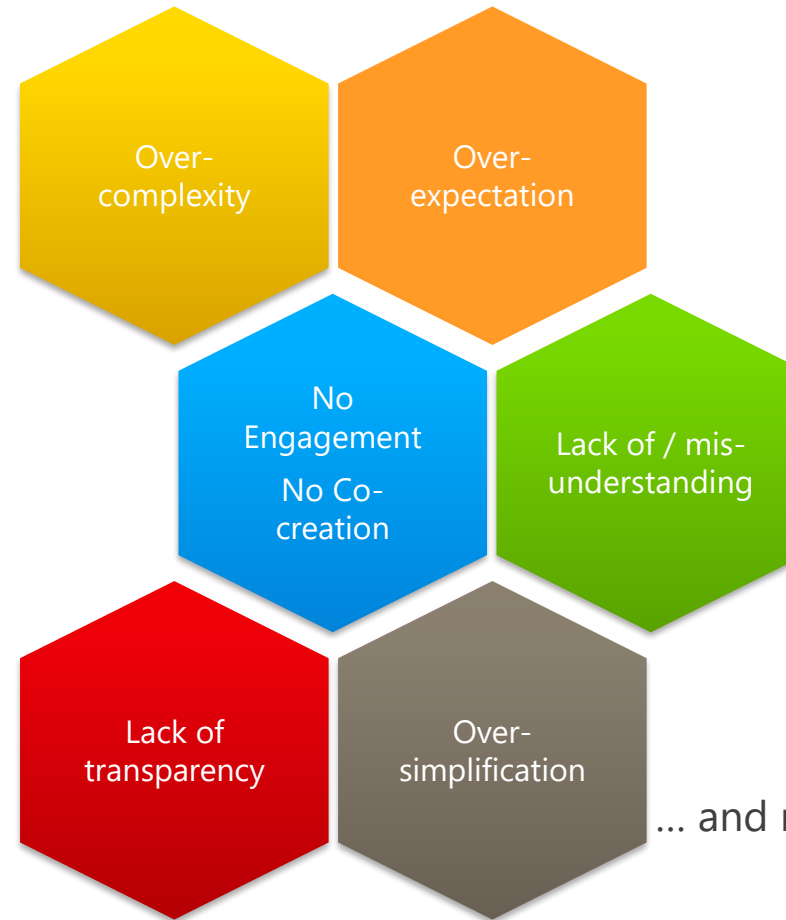 Over-
complexity
Over-
expectation
No
Engagement
No Co-
creation
Lack of / mis-
understanding
Lack of
transparency
Over-
simplification
... and